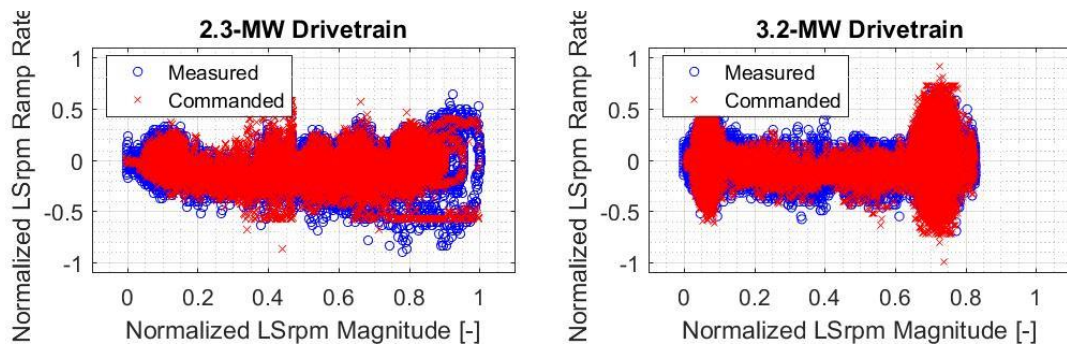 2.3-MW Drivetrain
Normalized LSrpm Ramp Rate
1
0.5
0
-0.5
-1
Measured
Commanded
0
0.2
0.4
0.6
0.8
1
Normalized LSrpm Magnitude [-]
3.2-MW Drivetrain
Normalized LSrpm Ramp Rate
1
0.5
0
-0.5
-1
Measured
Commanded
0
0.2
0.4
0.6
0.8
1
Normalized LSrpm Magnitude [-]